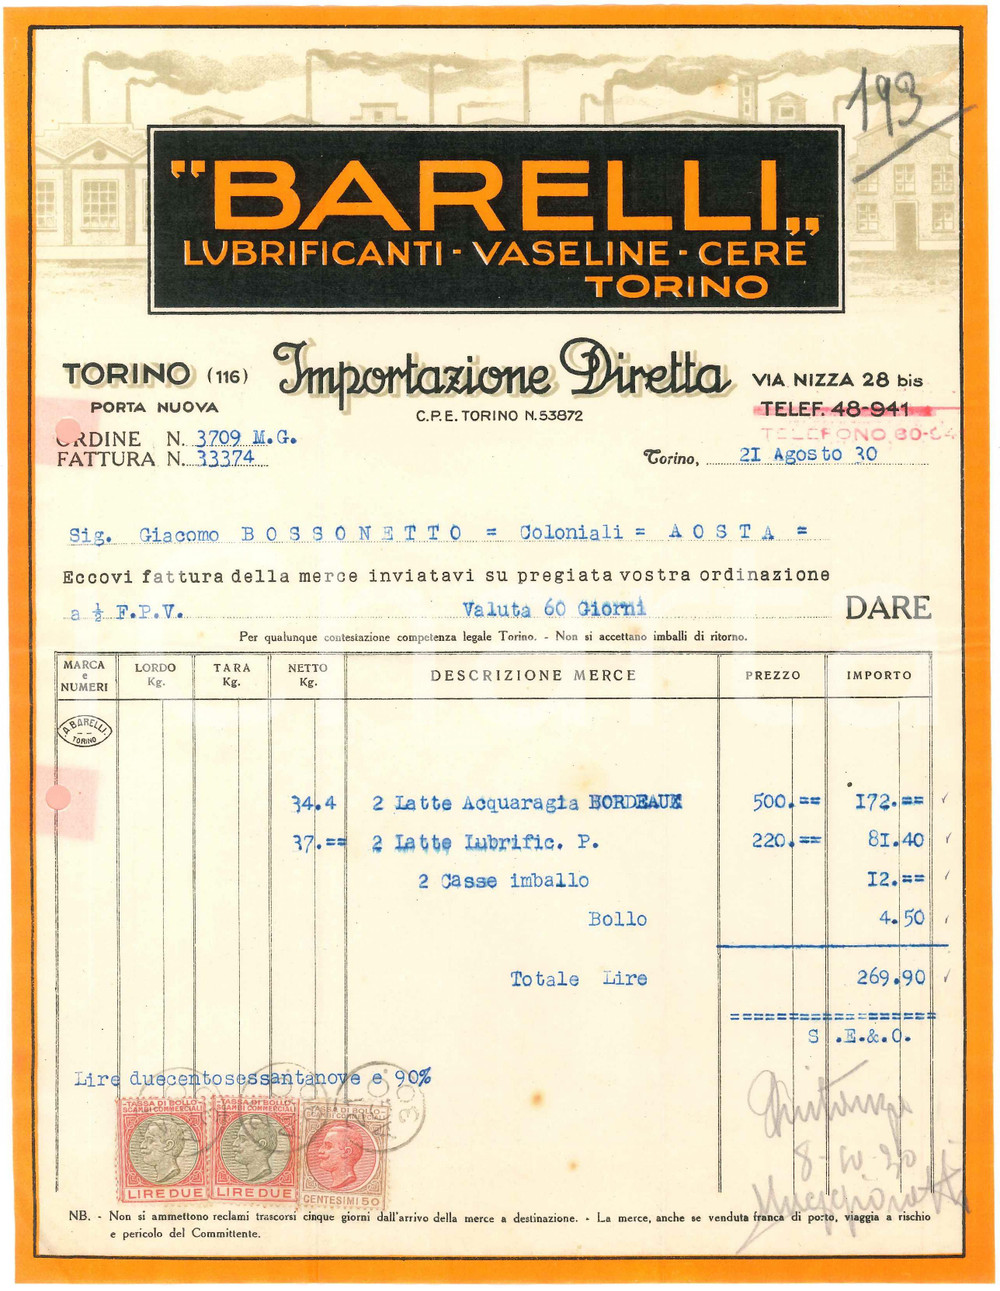 193
"BARELLI„
LUBRIFICANTI - VASELINE - CERE
TORINO
TORINO (116)
PORTA NUOVA
Importazione Diretta
C.P.E. TORINO N. 53872
VIA NIZZA 28 bis
TELEF. 48-941
TELEFONO 60-
ORDINE N. 3709 M.G.
FATTURA N. 33374
Torino, 21 Agosto 30
Sig. Giacomo BOSSONETTO = Coloniali = AOSTA =
Eccovi fattura della merce inviatavi su pregiata vostra ordinazione
a ½ F.P.V. Valuta 60 Giorni DARE
Per qualunque contestazione competenza legale Torino. - Non si accettano imballi di ritorno.
MARCA e NUMERI LORDO Kg. TARA Kg. NETTO Kg. DESCRIZIONE MERCE PREZZO IMPORTO
A. BARELLI. TORINO
34.4 2 Latte Acquaragia BORDEAUX 500.== 172.==
37.== 2 Latte Lubrific. P. 220.== 81.40
2 Casse imballo 12.==
Bollo 4.50
Totale Lire 269.90
==================
S .E.&.O.
Lire duecentosessantanove e 90%
TASSA DI BOLLO SCAMBI COMMERCIALI LIRE DUE
TASSA DI BOLLO SCAMBI COMMERCIALI LIRE DUE
TASSA DI BOLLO SCAMBI COMMERCIALI CENTESIMI 50
NB. - Non si ammettono reclami trascorsi cinque giorni dall'arrivo della merce a destinazione. - La merce, anche se venduta franca di porto, viaggia a rischio
e pericolo del Committente.